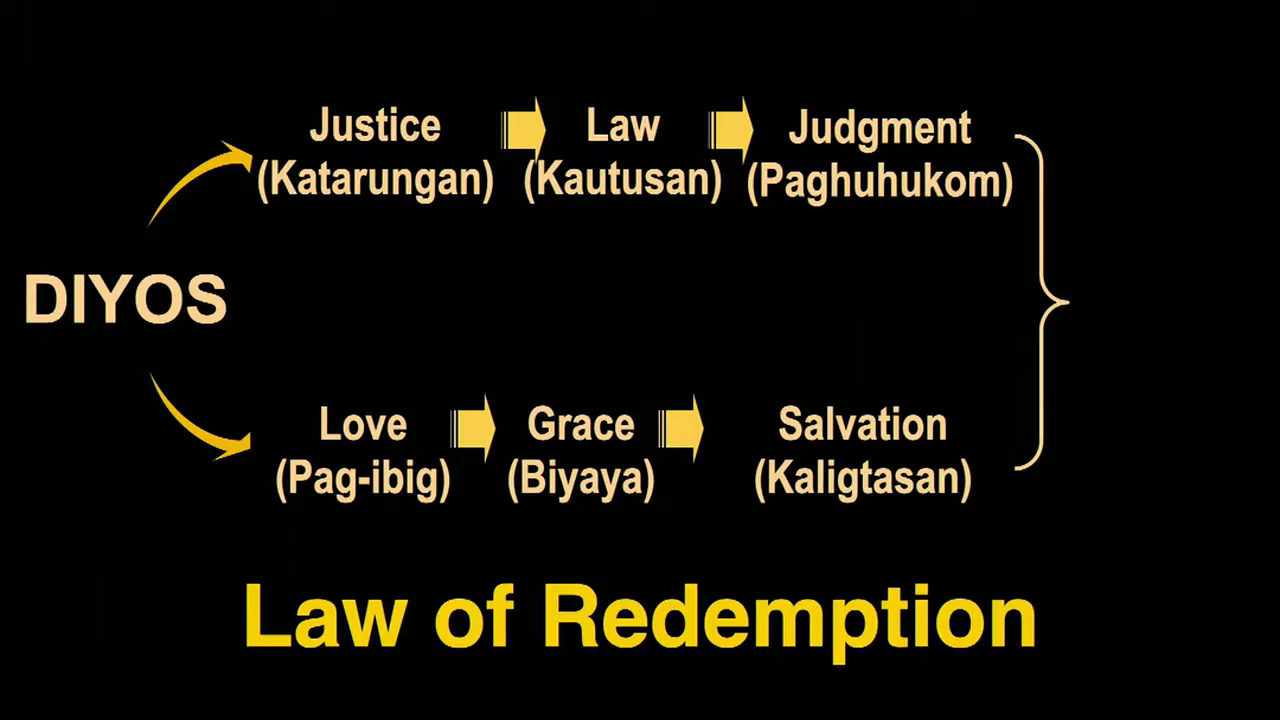 Justice
(Katarungan)
Law
(Kautusan)
Judgment
(Paghuhukom)
DIYOS
Love
(Pag-ibig)
Grace
(Biyaya)
Salvation
(Kaligtasan)
Law of Redemption